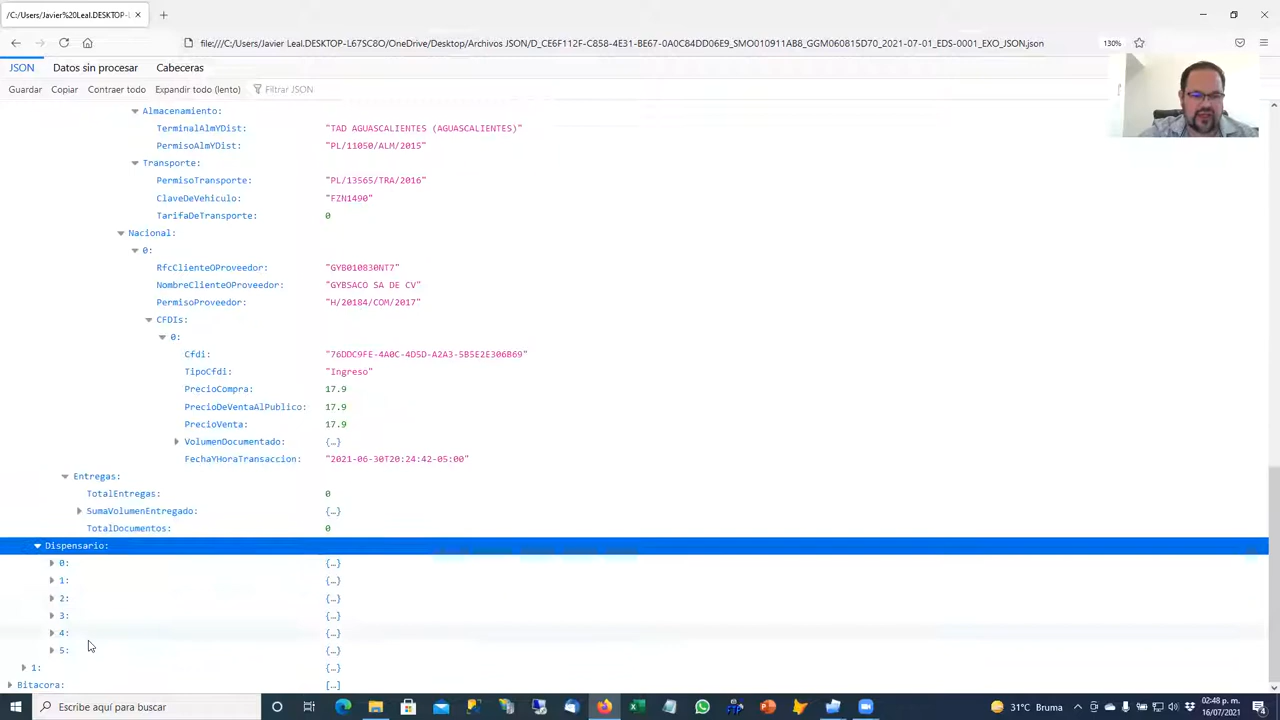 /C:/Users/Javier%20Leal.DESKTOP-L
file:///C:/Users/Javier Leal.DESKTOP-L67SC8O/OneDrive/Desktop/Archivos JSON/D_CE6F512F-C858-4E31-BE67-0A0C84DD06E9_SMO010911AB8_GGM060815D70_2021-07-01_EDS-0001_EXO_JSON.json
130%
JSON Datos sin procesar Cabeceras
Guardar Copiar Contraer todo Expandir todo (lento) Filtrar JSON
Almacenamiento:
TerminalAlmYDist: "TAD AGUASCALIENTES (AGUASCALIENTES)"
PermisoAlmYDist: "PL/11050/ALM/2015"
Transporte:
PermisoTransporte: "PL/13565/TRA/2016"
ClaveDeVehiculo: "FZN1490"
TarifaDeTransporte: 0
Nacional:
0:
RfcClienteOProveedor: "GYB010830NT7"
NombreClienteOProveedor: "GYBSACO SA DE CV"
PermisoProveedor: "H/20184/COM/2017"
CFDIs:
0:
Cfdi: "76DDC9FE-4A0C-4D5D-A2A3-5B5E2E306B69"
TipoCfdi: "Ingreso"
PrecioCompra: 17.9
PrecioDeVentaAlPublico: 17.9
PrecioVenta: 17.9
VolumenDocumentado: {…}
FechaYHoraTransaccion: "2021-06-30T20:24:42-05:00"
Entregas:
TotalEntregas: 0
SumaVolumenEntregado: {…}
TotalDocumentos: 0
Dispensario:
0: {…}
1: {…}
2: {…}
3: {…}
4: {…}
5: {…}
1: {…}
Bitacora: […]
Escribe aquí para buscar
31°C Bruma
02:48 p. m.
16/07/2021
4